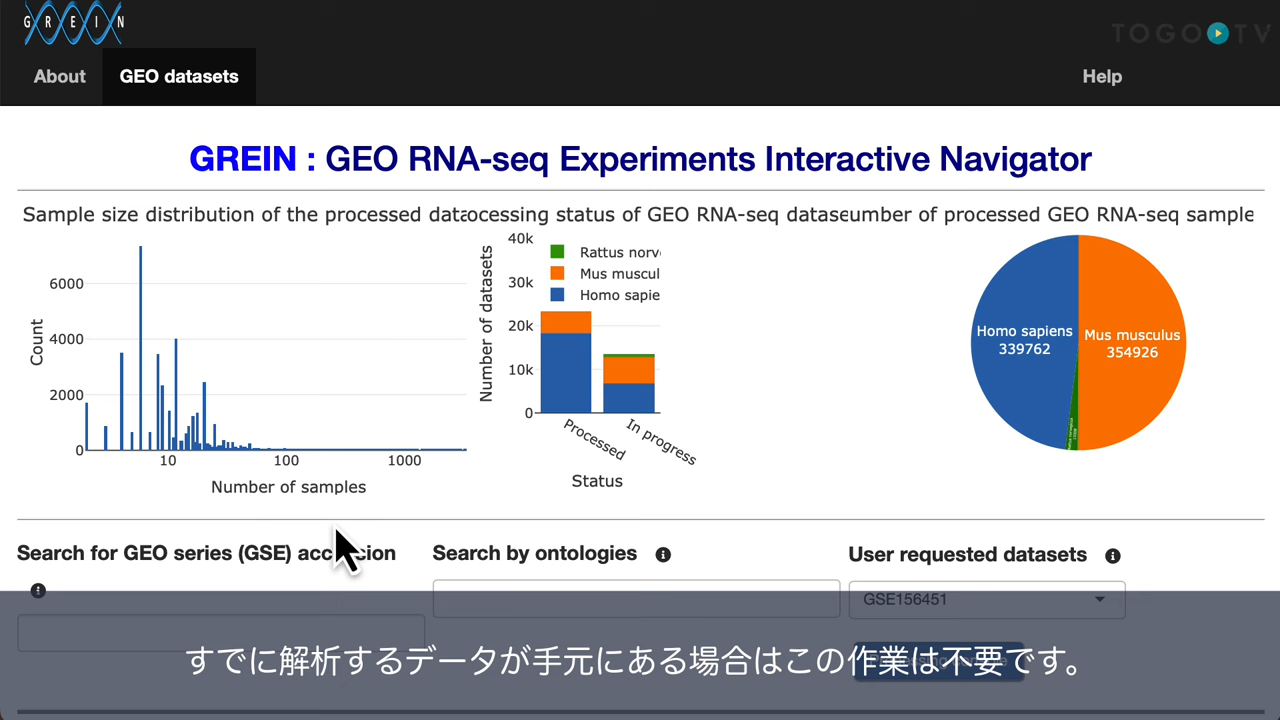 G R E I N
TOGO TV
About
GEO datasets
Help
GREIN : GEO RNA-seq Experiments Interactive Navigator
Sample size distribution of the processed data
ocessing status of GEO RNA-seq datase
umber of processed GEO RNA-seq sample
Count
6000
4000
2000
0
10
100
1000
Number of samples
Number of datasets
40k
30k
20k
10k
0
Rattus norv
Mus muscul
Homo sapie
Processed
In progress
Status
Homo sapiens
339762
Mus musculus
354926
Search for GEO series (GSE) accession
Search by ontologies
User requested datasets
GSE156451
すでに解析するデータが手元にある場合はこの作業は不要です。